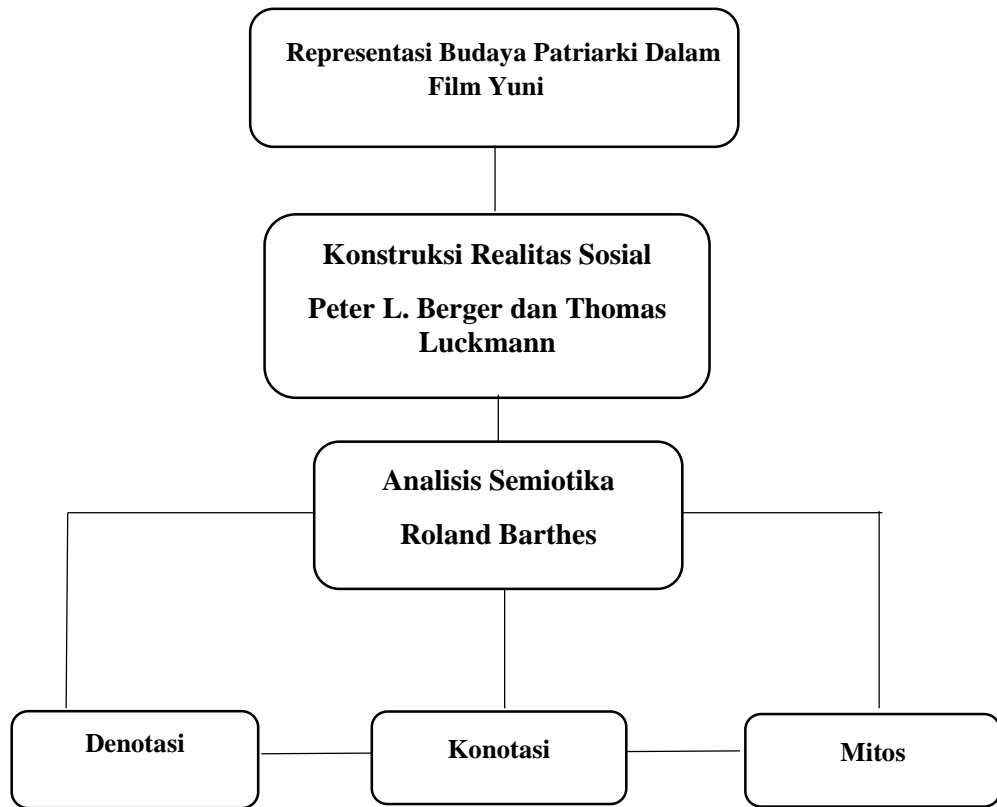 Representasi Budaya Patriarki Dalam
Film Yuni
Konstruksi Realitas Sosial
Peter L. Berger dan Thomas
Luckmann
Analisis Semiotika
Roland Barthes
Denotasi
Konotasi
Mitos